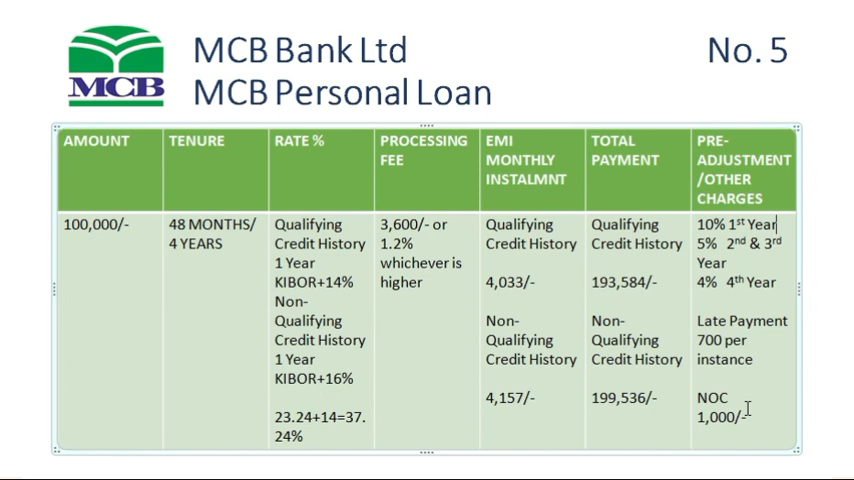 MCB
MCB Bank Ltd
No. 5
MCB Personal Loan
AMOUNT
TENURE
RATE %
PROCESSING
FEE
EMI
MONTHLY
INSTALMNT
TOTAL
PAYMENT
PRE-
ADJUSTMENT
/OTHER
CHARGES
100,000/-
48 MONTHS/
4 YEARS
Qualifying
Credit History
1 Year
KIBOR+14%
Non-
Qualifying
Credit History
1 Year
KIBOR+16%
23.24+14=37.
24%
3,600/- or
1.2%
whichever is
higher
Qualifying
Credit History
4,033/-
Non-
Qualifying
Credit History
4,157/-
Qualifying
Credit History
193,584/-
Non-
Qualifying
Credit History
199,536/-
10% 1st Year
5% 2nd & 3rd
Year
4% 4th Year
Late Payment
700 per
instance
NOC
1,000/-